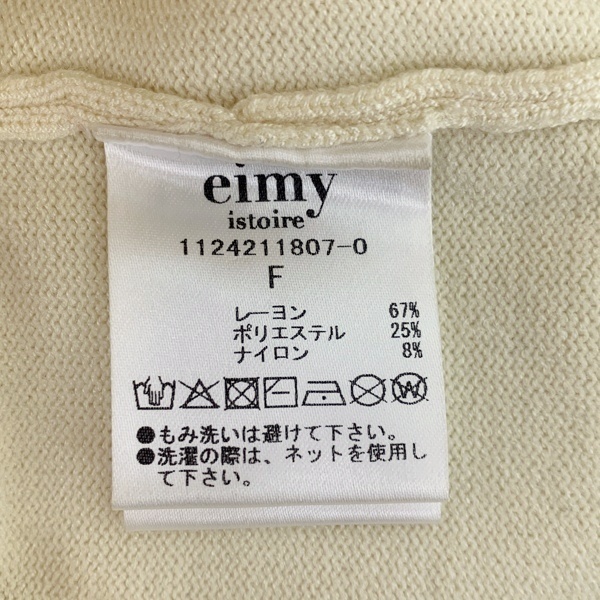 eimy
istoire
1124211807-0
F
レーヨン 67%
ポリエステル 25%
ナイロン 8%
●もみ洗いは避けて下さい。
●洗濯の際は、ネットを使用し
て下さい。